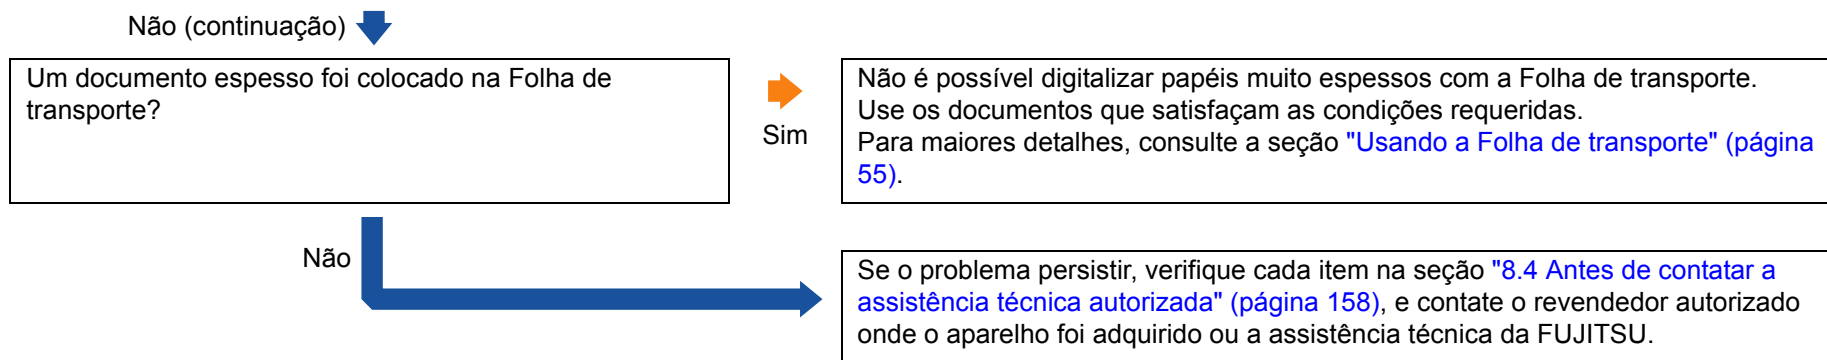 Não (continuação)
Um documento espesso foi colocado na Folha de
transporte?
Sim
Não é possível digitalizar papéis muito espessos com a Folha de transporte.
Use os documentos que satisfaçam as condições requeridas.
Para maiores detalhes, consulte a seção "Usando a Folha de transporte" (página
55).
Não
Se o problema persistir, verifique cada item na seção "8.4 Antes de contatar a
assistência técnica autorizada" (página 158), e contate o revendedor autorizado
onde o aparelho foi adquirido ou a assistência técnica da FUJITSU.